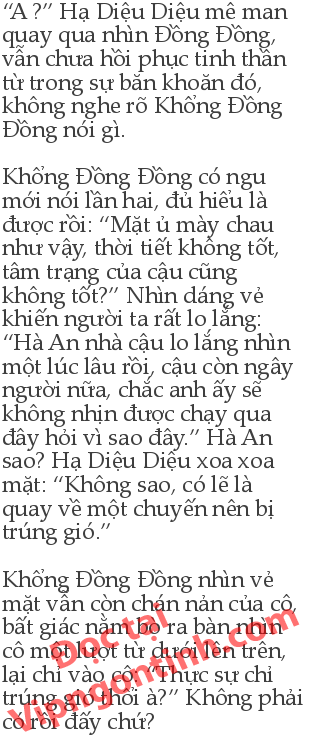 “A ?” Hạ Diệu Diệu mê man
quay qua nhìn Đồng Đồng,
vẫn chưa hồi phục tinh thần
từ trong sự băn khoăn đó,
không nghe rõ Khổng Đồng
Đồng nói gì.

Khổng Đồng Đồng có ngu
mới nói lần hai, đủ hiểu là
được rồi: “Mặt ủ mày chau
như vậy, thời tiết không tốt,
tâm trạng của cậu cũng
không tốt?” Nhìn dáng vẻ
khiến người ta rất lo lắng:
“Hà An nhà cậu lo lắng nhìn
một lúc lâu rồi, cậu còn ngây
người nữa, chắc anh ấy sẽ
không nhịn được chạy qua
đây hỏi vì sao đây.” Hà An
sao? Hạ Diệu Diệu xoa xoa
mặt: “Không sao, có lẽ là
quay về một chuyến nên bị
trúng gió.”

Khổng Đồng Đồng nhìn vẻ
mặt vẫn còn chán nản của cô,
bất giác nằm bò ra bàn nhìn
cô một lượt từ dưới lên trên,
lại chỉ vào cô: “Thực sự chỉ
trúng gió thôi à?” Không phải
có rồi đấy chứ?
Đọc tại
Vipngontinh.com